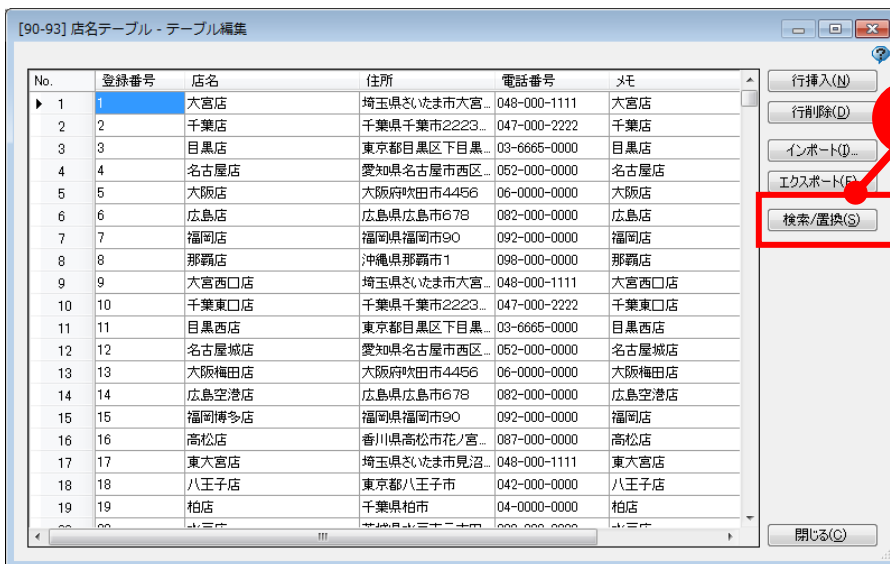 [90-93] 店名テーブル - テーブル編集
No. 登録番号 店名 住所 電話番号 メモ
1 1 大宮店 埼玉県さいたま市大宮... 048-000-1111 大宮店
2 2 千葉店 千葉県千葉市2223... 047-000-2222 千葉店
3 3 目黒店 東京都目黒区下目黒... 03-6665-0000 目黒店
4 4 名古屋店 愛知県名古屋市西区... 052-000-0000 名古屋店
5 5 大阪店 大阪府吹田市4456 06-0000-0000 大阪店
6 6 広島店 広島県広島市678 082-000-0000 広島店
7 7 福岡店 福岡県福岡市90 092-000-0000 福岡店
8 8 那覇店 沖縄県那覇市1 098-000-0000 那覇店
9 9 大宮西口店 埼玉県さいたま市大宮... 048-000-1111 大宮西口店
10 10 千葉東口店 千葉県千葉市2223... 047-000-2222 千葉東口店
11 11 目黒西店 東京都目黒区下目黒... 03-6665-0000 目黒西店
12 12 名古屋城店 愛知県名古屋市西区... 052-000-0000 名古屋城店
13 13 大阪梅田店 大阪府吹田市4456 06-0000-0000 大阪梅田店
14 14 広島空港店 広島県広島市678 082-000-0000 広島空港店
15 15 福岡博多店 福岡県福岡市90 092-000-0000 福岡店
16 16 高松店 香川県高松市花ノ宮... 087-000-0000 高松店
17 17 東大宮店 埼玉県さいたま市見沼... 048-000-1111 東大宮店
18 18 八王子店 東京都八王子市 042-000-0000 八王子店
19 19 柏店 千葉県柏市 04-0000-0000 柏店
行挿入(N)
行削除(D)
インポート(I)...
エクスポート(E)
検索/置換(S)
閉じる(C)